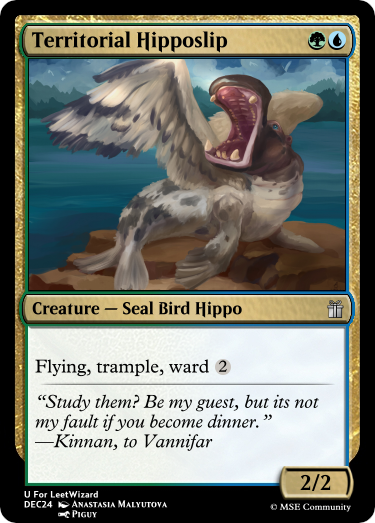 Territorial Hipposlip
Creature — Seal Bird Hippo
Flying, trample, ward 2
“Study them? Be my guest, but its not
my fault if you become dinner.”
—Kinnan, to Vannifar
2/2
U For LeetWizard
DEC24 Anastasia Malyutova
Piguy
© MSE Community